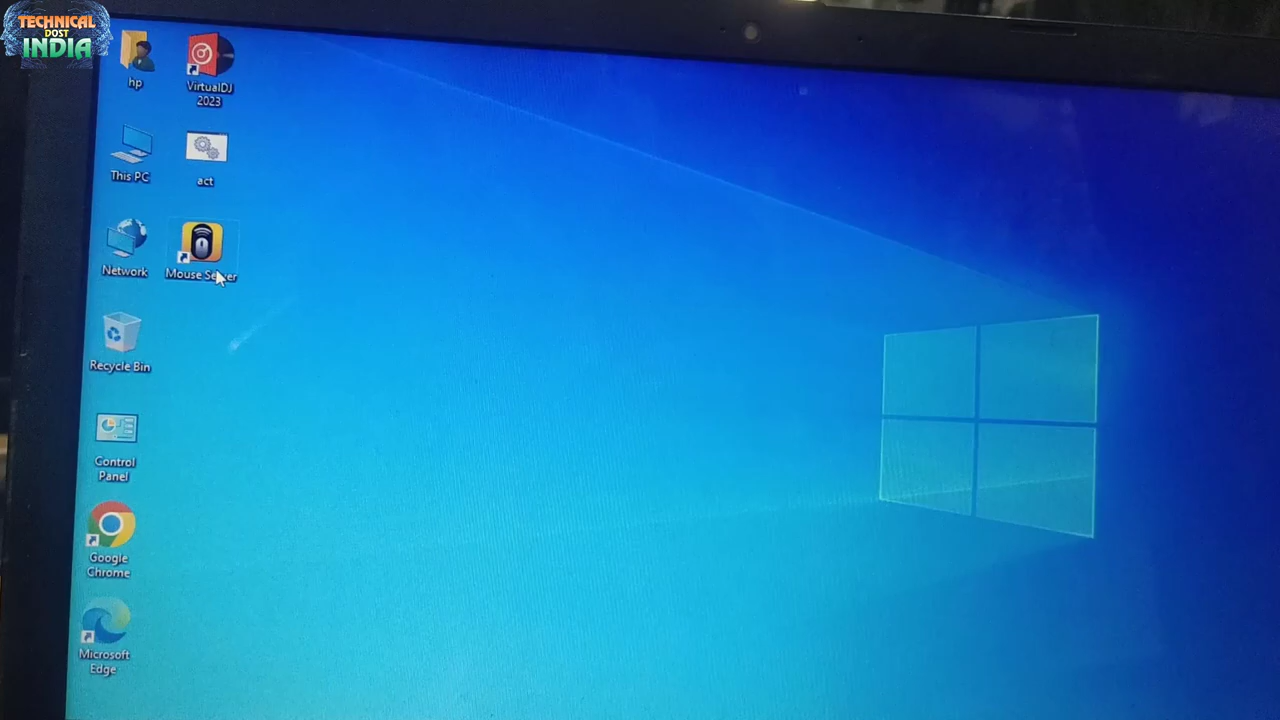 TECHNICAL
DOST
INDIA
hp
VirtualDJ
2023
This PC
act
Network
Mouse Server
Recycle Bin
Control
Panel
Google
Chrome
Microsoft
Edge